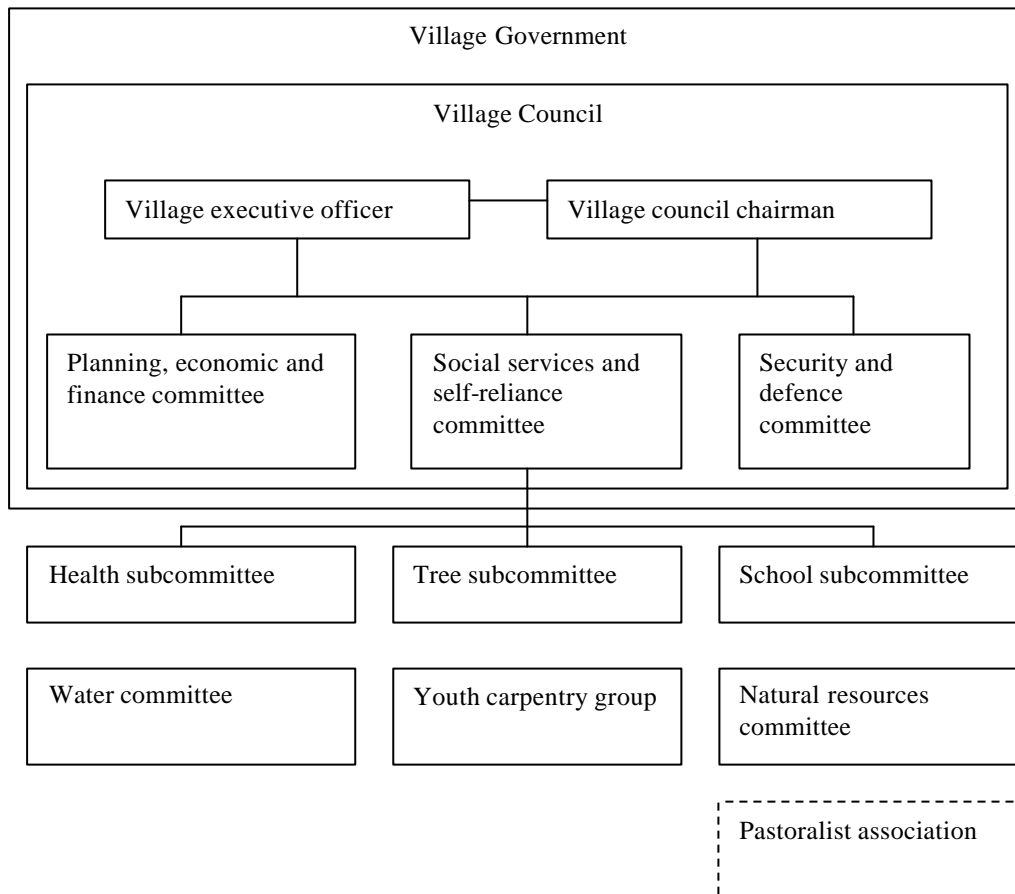 Village Government
Village Council
Village executive officer
Village council chairman
Planning, economic and
finance committee
Social services and
self-reliance
committee
Security and
defence
committee
Health subcommittee
Tree subcommittee
School subcommittee
Water committee
Youth carpentry group
Natural resources
committee
Pastoralist association